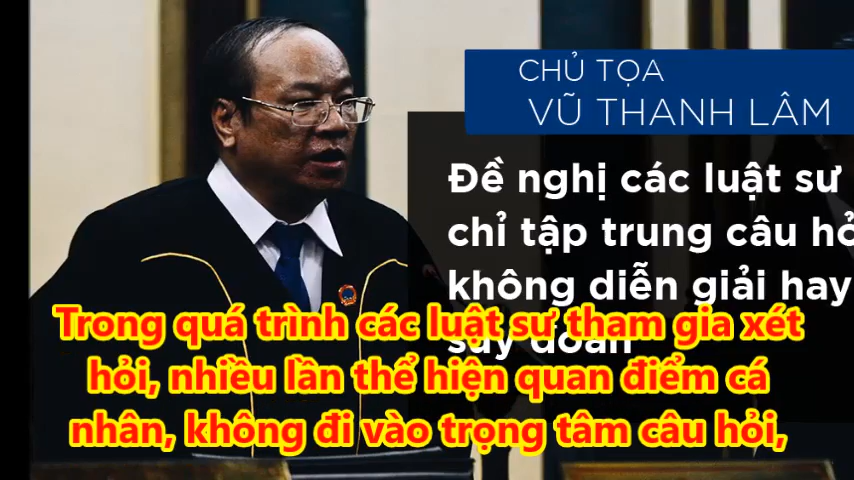 CHỦ TỌA
VŨ THANH LÂM
Đề nghị các luật sư
chỉ tập trung câu
không diễn giải hay
suy đoán
Trong quá trình các luật sư tham gia xét
hỏi, nhiều lần thể hiện quan điểm cá
nhân, không đi vào trọng tâm câu hỏi,